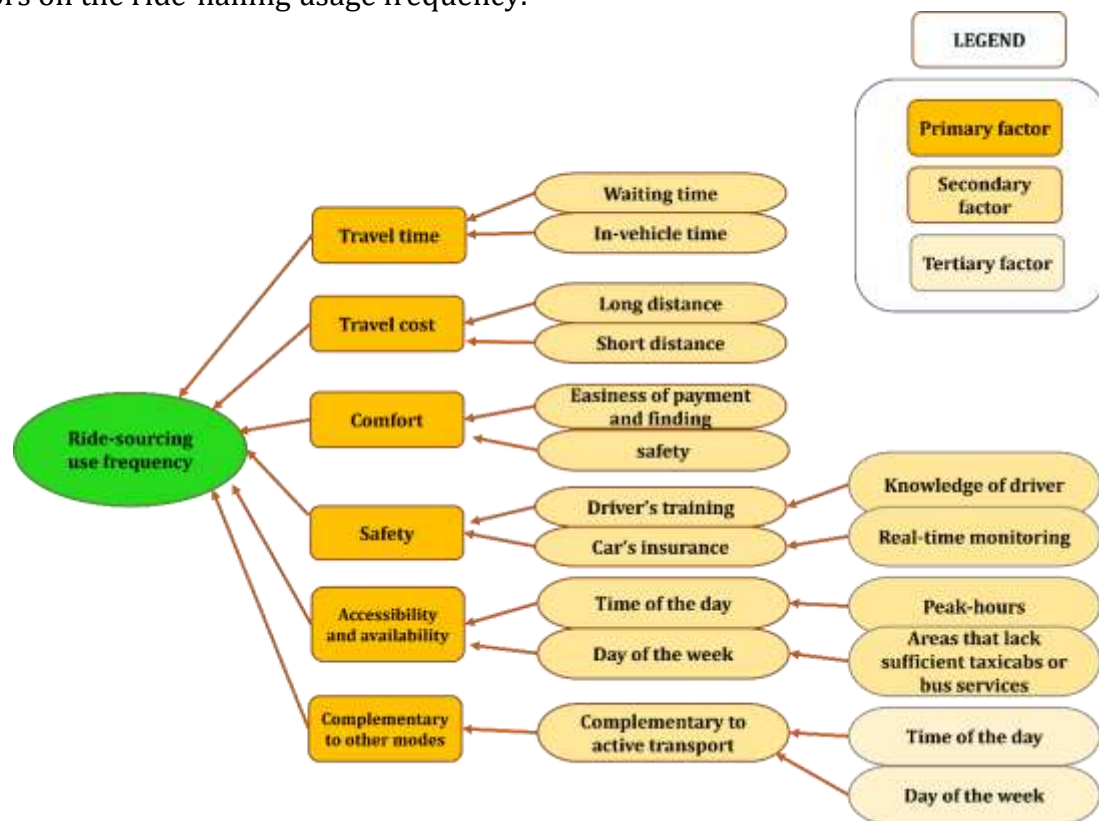 ors on the ride-hailing usage frequency.
LEGEND
Primary factor
Secondary
factor
Tertiary factor
Waiting time
In-vehicle time
Travel time
Long distance
Short distance
Travel cost
Easiness of payment
and finding
safety
Comfort
Ride-sourcing
use frequency
Driver's training
Car's insurance
Safety
Knowledge of driver
Real-time monitoring
Time of the day
Day of the week
Accessibility
and availability
Peak-hours
Areas that lack
sufficient taxicabs or
bus services
Complementary
to other modes
Complementary to
active transport
Time of the day
Day of the week